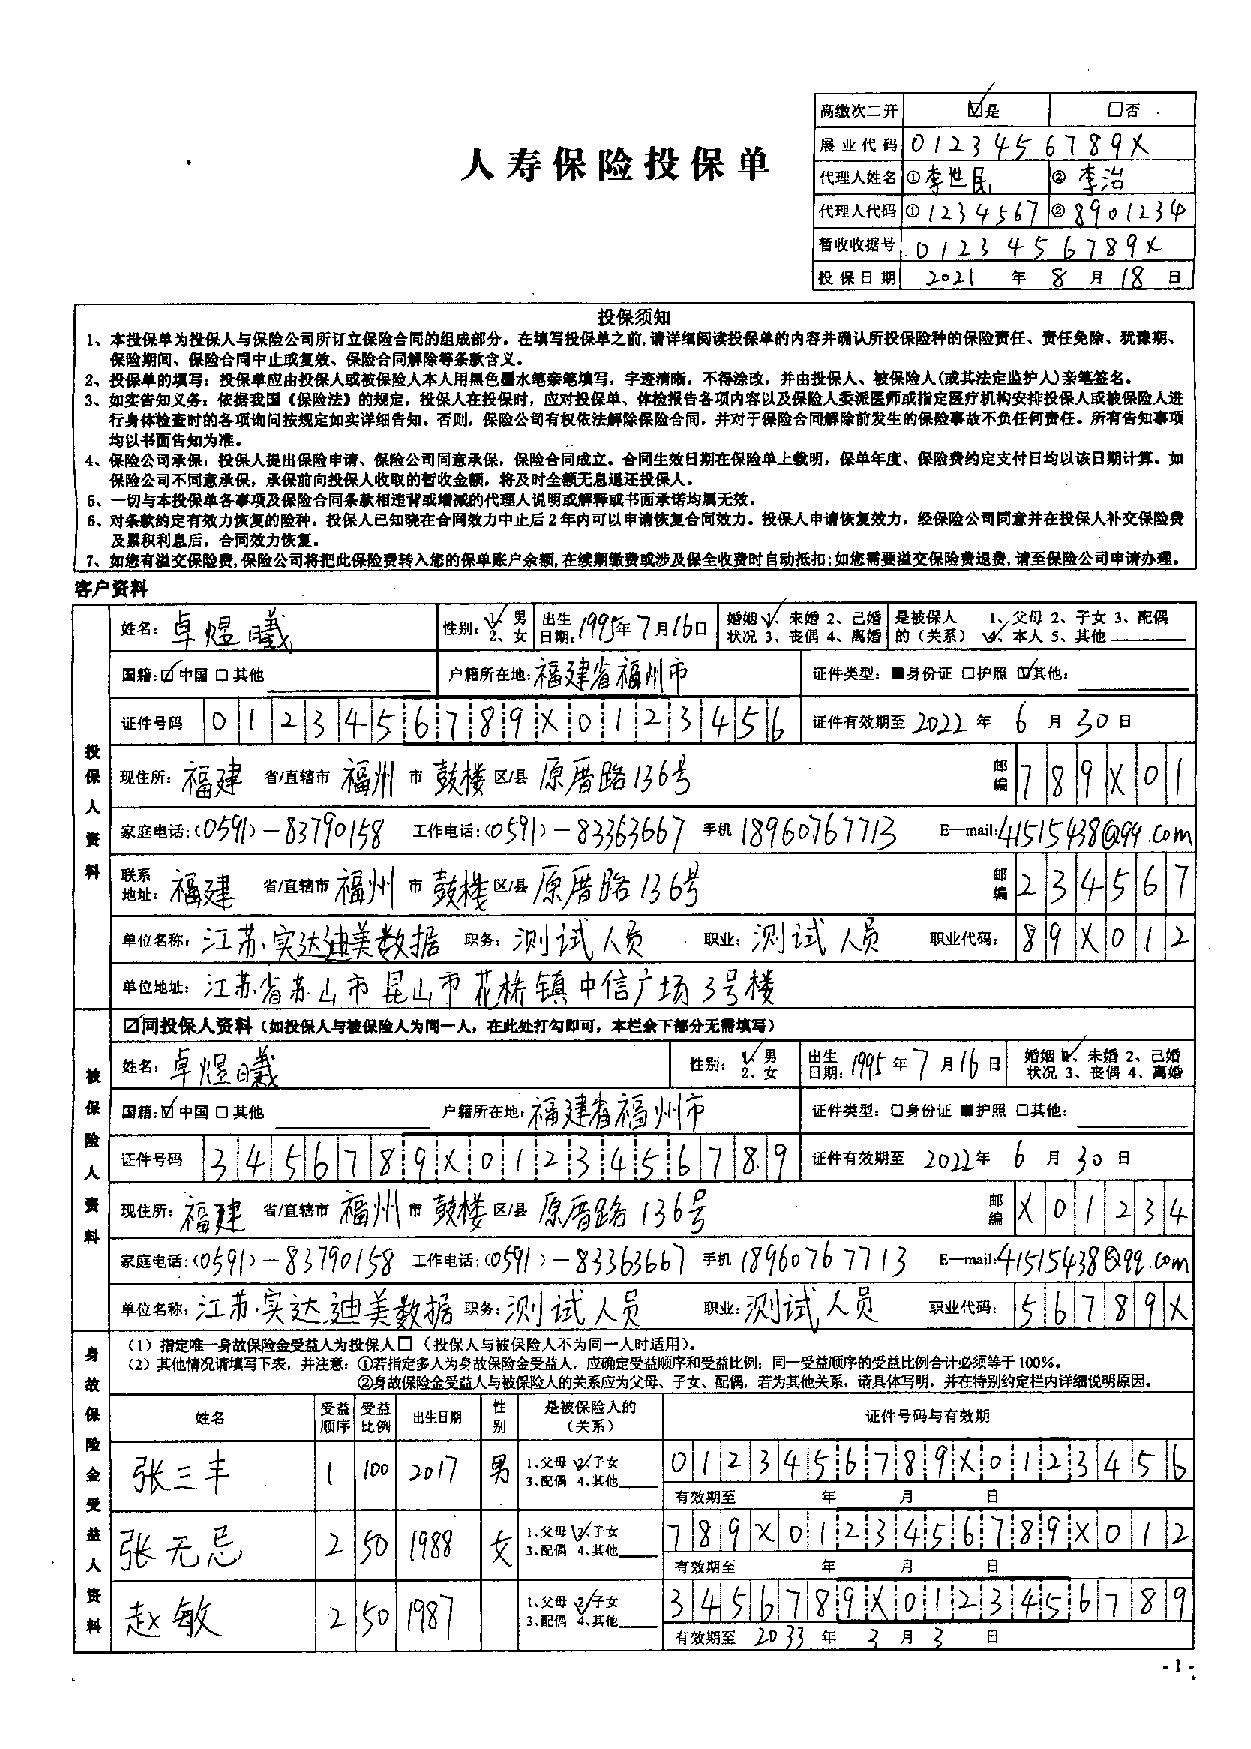 高缴次二开 ☑是 □否
展业代码 0123456789X
人寿保险投保单
代理人姓名 ①李世民 ②李治
代理人代码 ①1234567 ②8901234
暂收收据号 0123456789X
投保日期 2021 年 8 月 18 日
投保须知
1、本投保单为投保人与保险公司所订立保险合同的组成部分。在填写投保单之前,请详细阅读投保单的内容并确认所投保险种的保险责任、责任免除、犹豫期、
保险期间、保险合同中止或复效、保险合同解除等条款含义。
2、投保单的填写：投保单应由投保人或被保险人本人用黑色墨水笔亲笔填写，字迹清晰，不得涂改，并由投保人、被保险人(或其法定监护人)亲笔签名。
3、如实告知义务：依据我国《保险法》的规定，投保人在投保时，应对投保单、体检报告各项内容以及保险人委派医师或指定医疗机构安排投保人或被保险人进
行身体检查时的各项询问按规定如实详细告知。否则，保险公司有权依法解除保险合同，并对于保险合同解除前发生的保险事故不负任何责任。所有告知事项
均以书面告知为准。
4、保险公司承保：投保人提出保险申请、保险公司同意承保，保险合同成立。合同生效日期在保险单上载明，保单年度、保险费约定支付日均以该日期计算。如
保险公司不同意承保，承保前向投保人收取的暂收金额，将及时全额无息退还投保人。
5、一切与本投保单各事项及保险合同条款相违背或增减的代理人说明或解释或书面承诺均属无效。
6、对条款约定有效力恢复的险种，投保人已知晓在合同效力中止后2年内可以申请恢复合同效力。投保人申请恢复效力，经保险公司同意并在投保人补交保险费
及累积利息后，合同效力恢复。
7、如您有溢交保险费,保险公司将把此保险费转入您的保单账户余额,在续期缴费或涉及保全收费时自动抵扣;如您需要溢交保险费退费,请至保险公司申请办理。
客户资料
投保人资料
姓名：卓煜曦 性别：1、男 2、女 出生日期：1995年7月16日 婚姻状况 1、未婚 2、己婚 3、丧偶 4、离婚 是被保人的（关系） 1、父母 2、子女 3、配偶 4、本人 5、其他
国籍：☑中国 □其他 户籍所在地：福建省福州市 证件类型：■身份证 □护照 ☑其他：
证件号码 0123456789X0123456 证件有效期至 2022 年 6 月 30 日
现住所：福建 省/直辖市 福州 市 鼓楼 区/县 原厝路136号 邮编 789X01
家庭电话：(0591)-83790158 工作电话：(0591)-83363667 手机 18960767713 E-mail:41515438@qq.com
联系地址：福建 省/直辖市 福州 市 鼓楼 区/县 原厝路136号 邮编 234567
单位名称：江苏实达迪美数据 职务：测试人员 职业：测试人员 职业代码：89X012
单位地址：江苏省苏山市昆山市花桥镇中信广场3号楼
被保险人资料
☑同投保人资料（如投保人与被保险人为同一人，在此处打勾即可，本栏余下部分无需填写）
姓名：卓煜曦 性别：1、男 2、女 出生日期：1995年7月16日 婚姻状况 1、未婚 2、己婚 3、丧偶 4、离婚
国籍：☑中国 □其他 户籍所在地：福建省福州市 证件类型：□身份证 ■护照 □其他：
证件号码 3456789X0123456789 证件有效期至 2022年 6 月 30 日
现住所：福建 省/直辖市 福州 市 鼓楼 区/县 原厝路136号 邮编 X01234
家庭电话：(0591)-83790158 工作电话：(0591)-83363667 手机 18960767713 E-mail:41515438@qq.com
单位名称：江苏实达迪美数据 职务：测试人员 职业：测试人员 职业代码：56789X
身故保险金受益人资料
（1）指定唯一身故保险金受益人为投保人□（投保人与被保险人不为同一人时适用）。
（2）其他情况请填写下表，并注意：①若指定多人为身故保险金受益人，应确定受益顺序和受益比例；同一受益顺序的受益比例合计必须等于100%。
②身故保险金受益人与被保险人的关系应为父母、子女、配偶，若为其他关系，请具体写明，并在特别约定栏内详细说明原因。
姓名 受益顺序 受益比例 出生日期 性别 是被保险人的（关系） 证件号码与有效期
张三丰 1 100 2017 男 1、父母 2、子女 3、配偶 4、其他 0123456789X0123456
有效期至 年 月 日
张无忌 2 50 1988 女 1、父母 2、子女 3、配偶 4、其他 789X0123456789X012
有效期至 年 月 日
赵敏 2 50 1987 1、父母 2、子女 3、配偶 4、其他 3456789X0123456789
有效期至 2033 年 3 月 3 日
- 1 -